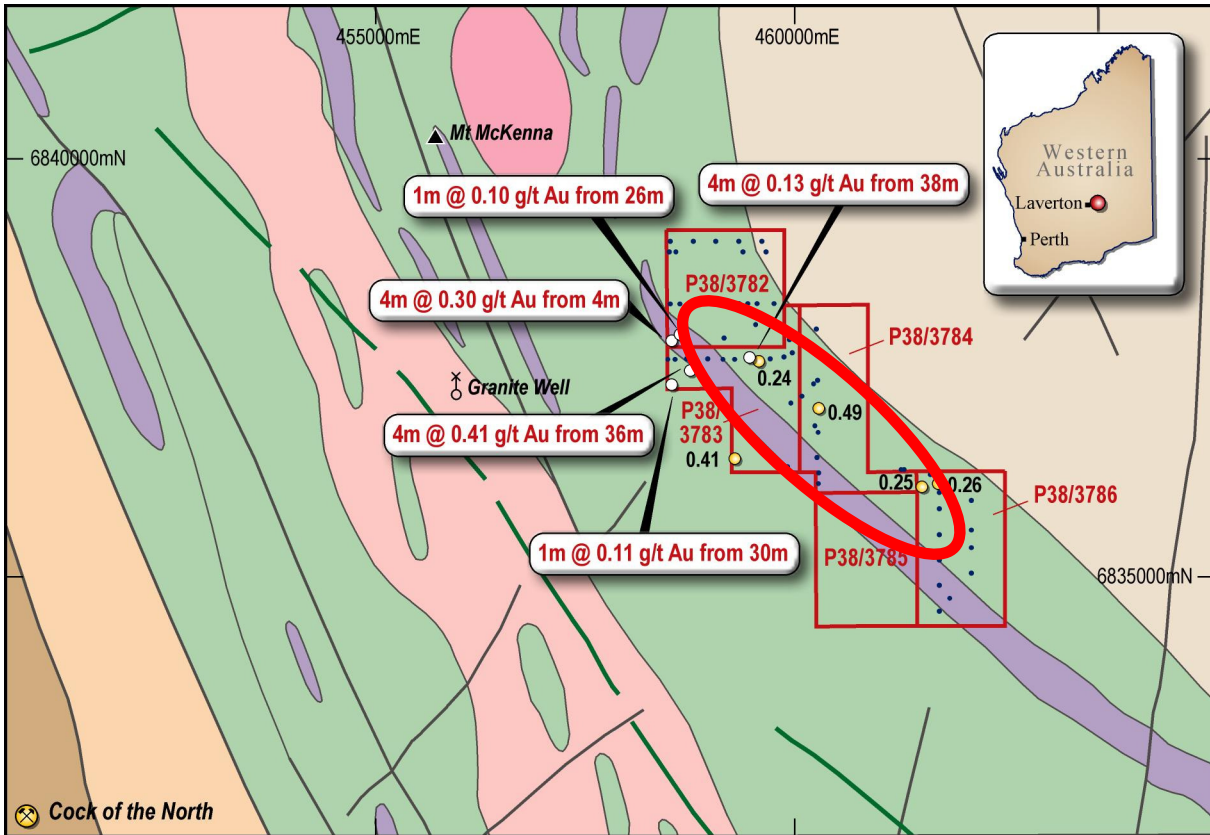 455000mE
460000mE
Mt McKenna
6840000mN
Western
Australia
Laverton
Perth
1m @ 0.10 g/t Au from 26m
4m @ 0.13 g/t Au from 38m
P38/3782
4m @ 0.30 g/t Au from 4m
P38/3784
Granite Well
0.24
P38/
3783
0.49
4m @ 0.41 g/t Au from 36m
0.41
0.25
0.26
P38/3786
1m @ 0.11 g/t Au from 30m
P38/3785
6835000mN
Cock of the North